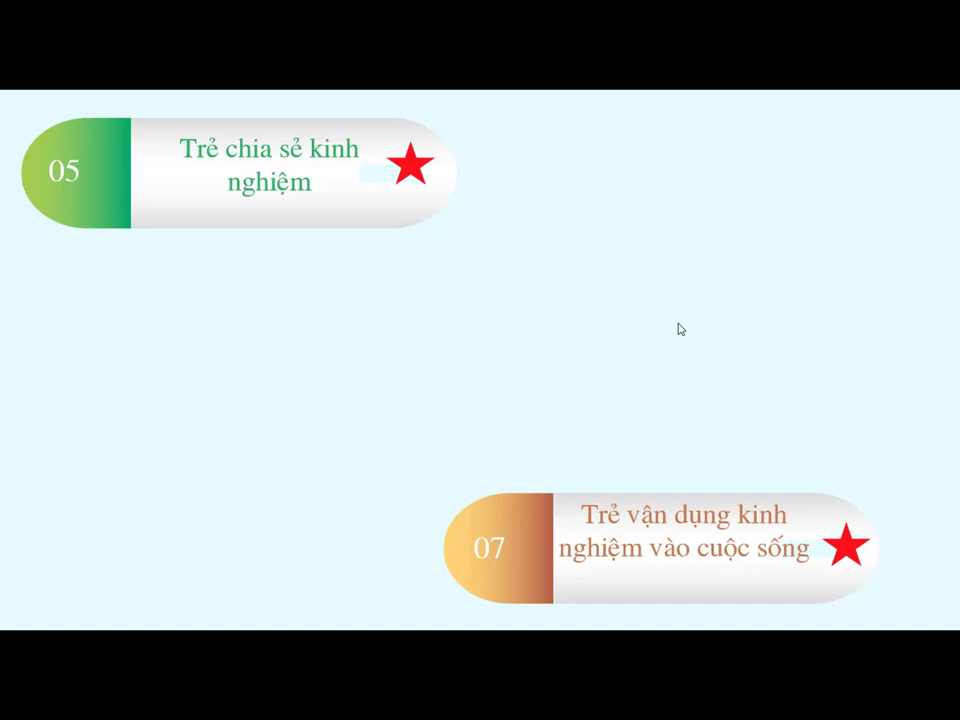 05
Trẻ chia sẻ kinh
nghiệm
07
Trẻ vận dụng kinh
nghiệm vào cuộc sống